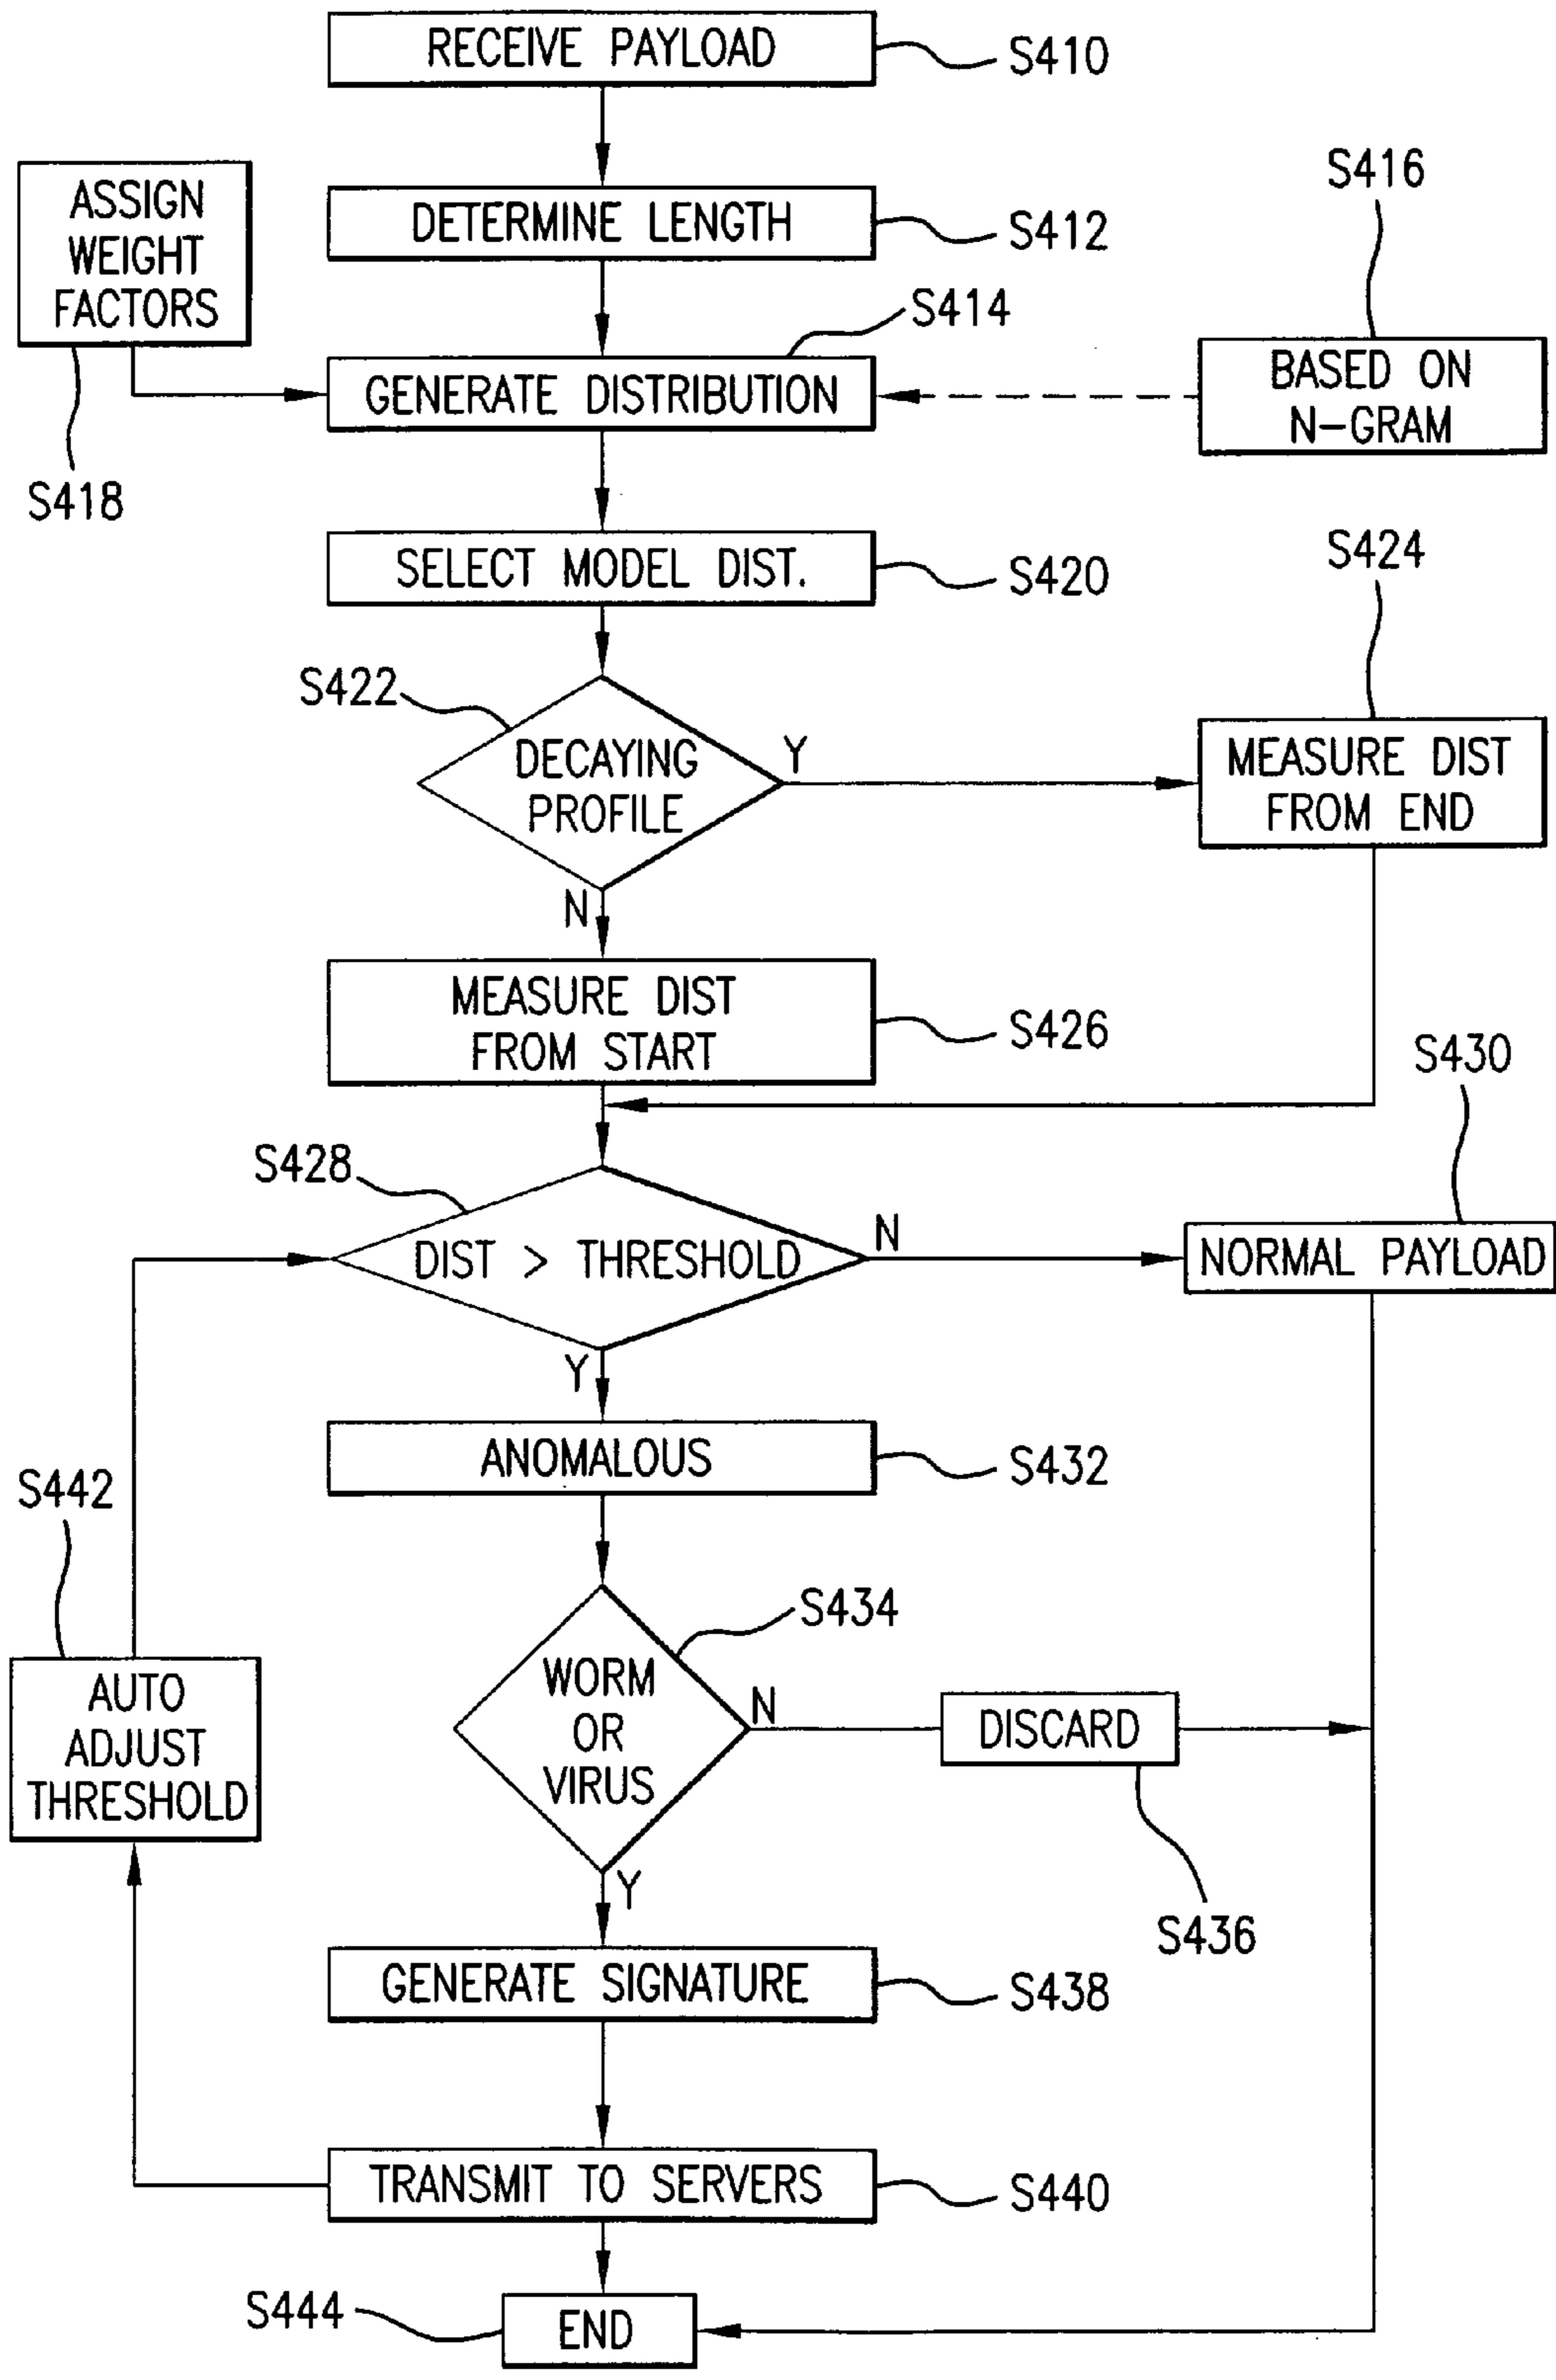 RECEIVE PAYLOAD
S410
ASSIGN
WEIGHT
FACTORS
S418
DETERMINE LENGTH
S412
S416
S414
GENERATE DISTRIBUTION
BASED ON
N-GRAM
SELECT MODEL DIST.
S420
S424
S422
DECAYING
PROFILE
Y
N
MEASURE DIST
FROM END
MEASURE DIST
FROM START
S426
S430
S428
DIST > THRESHOLD
N
Y
NORMAL PAYLOAD
ANOMALOUS
S432
S442
AUTO
ADJUST
THRESHOLD
S434
WORM
OR
VIRUS
N
Y
DISCARD
S436
GENERATE SIGNATURE
S438
TRANSMIT TO SERVERS
S440
S444
END